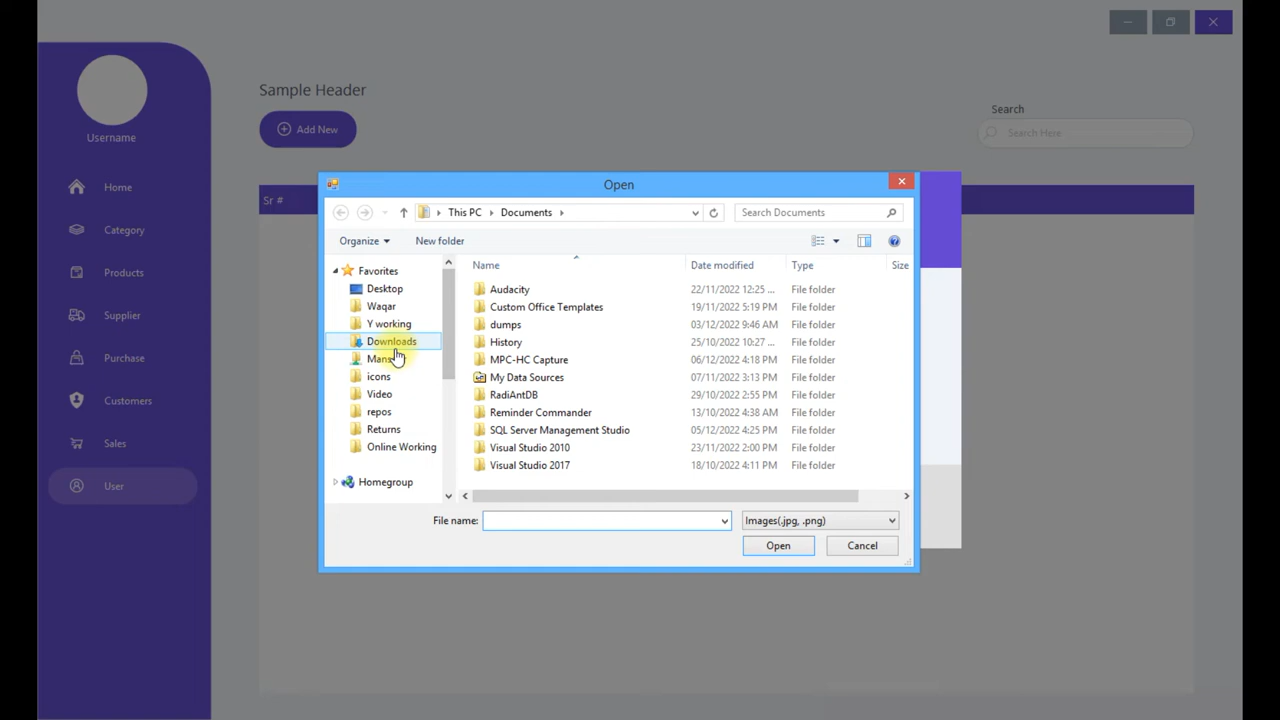 Sample Header
Username
Add New
Search
Search Here
Home
Category
Products
Supplier
Purchase
Customers
Sales
User
Sr #
Open
This PC
Documents
Search Documents
Organize
New folder
Favorites
Desktop
Waqar
Y working
Downloads
icons
Video
repos
Returns
Online Working
Homegroup
Name Date modified Type Size
Audacity 22/11/2022 12:25 ... File folder
Custom Office Templates 19/11/2022 5:19 PM File folder
dumps 03/12/2022 9:46 AM File folder
History 25/10/2022 10:27 ... File folder
MPC-HC Capture 06/12/2022 4:18 PM File folder
My Data Sources 07/11/2022 3:13 PM File folder
RadiAntDB 29/10/2022 2:55 PM File folder
Reminder Commander 13/10/2022 4:38 AM File folder
SQL Server Management Studio 05/12/2022 4:25 PM File folder
Visual Studio 2010 23/11/2022 2:00 PM File folder
Visual Studio 2017 18/10/2022 4:11 PM File folder
File name:
Images(.jpg, .png)
Open
Cancel